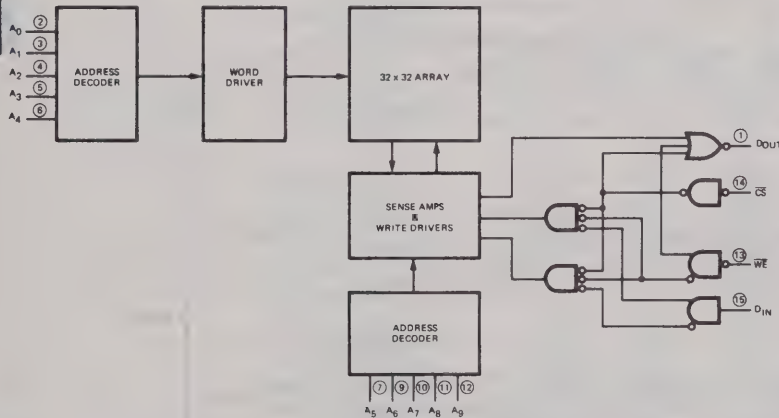 A0 ②
A1 ③
A2 ④
A3 ⑤
A4 ⑥
ADDRESS
DECODER
WORD
DRIVER
32 x 32 ARRAY
SENSE AMPS
&
WRITE DRIVERS
ADDRESS
DECODER
① DOUT
⑭ C̅S̅
⑬ W̅E̅
⑮ DIN
⑦ ⑨ ⑩ ⑪ ⑫
A5 A6 A7 A8 A9